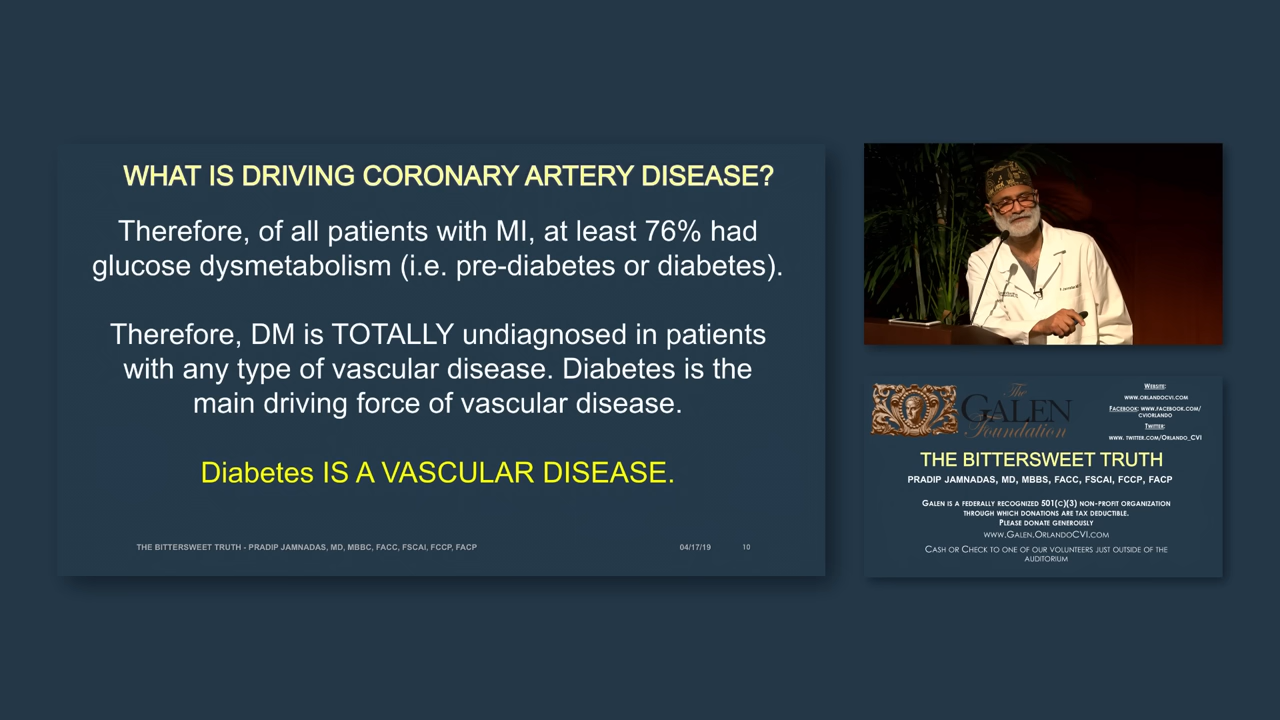 WHAT IS DRIVING CORONARY ARTERY DISEASE?
Therefore, of all patients with MI, at least 76% had
glucose dysmetabolism (i.e. pre-diabetes or diabetes).
Therefore, DM is TOTALLY undiagnosed in patients
with any type of vascular disease. Diabetes is the
main driving force of vascular disease.
Diabetes IS A VASCULAR DISEASE.
THE BITTERSWEET TRUTH - PRADIP JAMNADAS, MD, MBBC, FACC, FSCAI, FCCP, FACP
04/17/19
10
The
GALEN
Foundation
WEBSITE:
WWW.ORLANDOCVI.COM
FACEBOOK: WWW.FACEBOOK.COM/
CVIORLANDO
TWITTER:
WWW. TWITTER.COM/ORLANDO_CVI
THE BITTERSWEET TRUTH
PRADIP JAMNADAS, MD, MBBS, FACC, FSCAI, FCCP, FACP
GALEN IS A FEDERALLY RECOGNIZED 501(C)(3) NON-PROFIT ORGANIZATION
THROUGH WHICH DONATIONS ARE TAX DEDUCTIBLE.
PLEASE DONATE GENEROUSLY
WWW.GALEN.ORLANDOCVI.COM
CASH OR CHECK TO ONE OF OUR VOLUNTEERS JUST OUTSIDE OF THE
AUDITORIUM